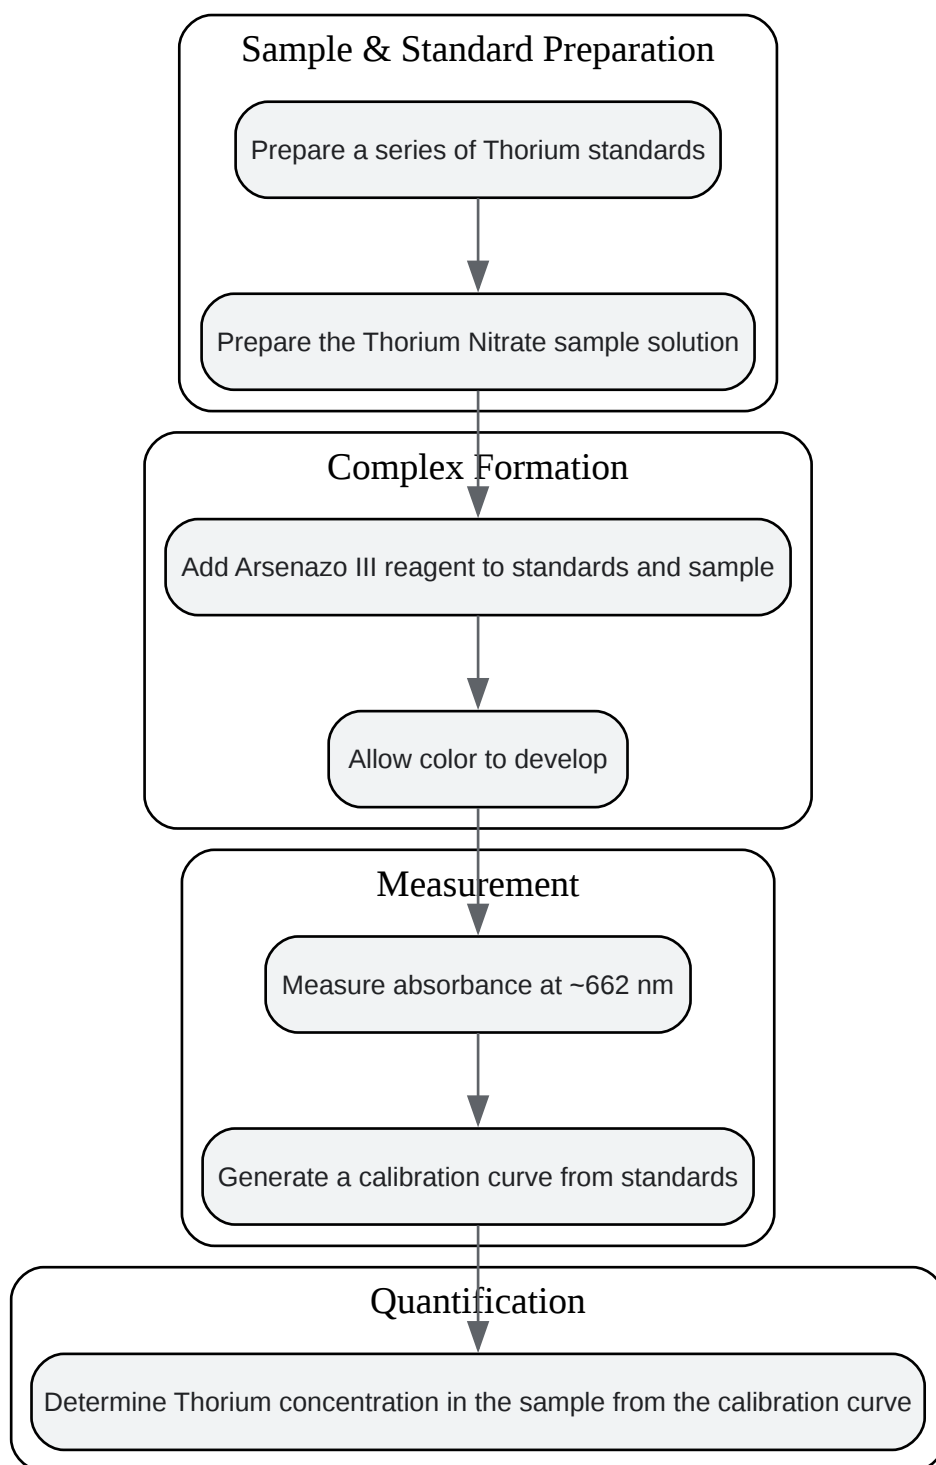 Sample & Standard Preparation
Prepare a series of Thorium standards
Prepare the Thorium Nitrate sample solution
Complex Formation
Add Arsenazo III reagent to standards and sample
Allow color to develop
Measurement
Measure absorbance at ~662 nm
Generate a calibration curve from standards
Quantification
Determine Thorium concentration in the sample from the calibration curve